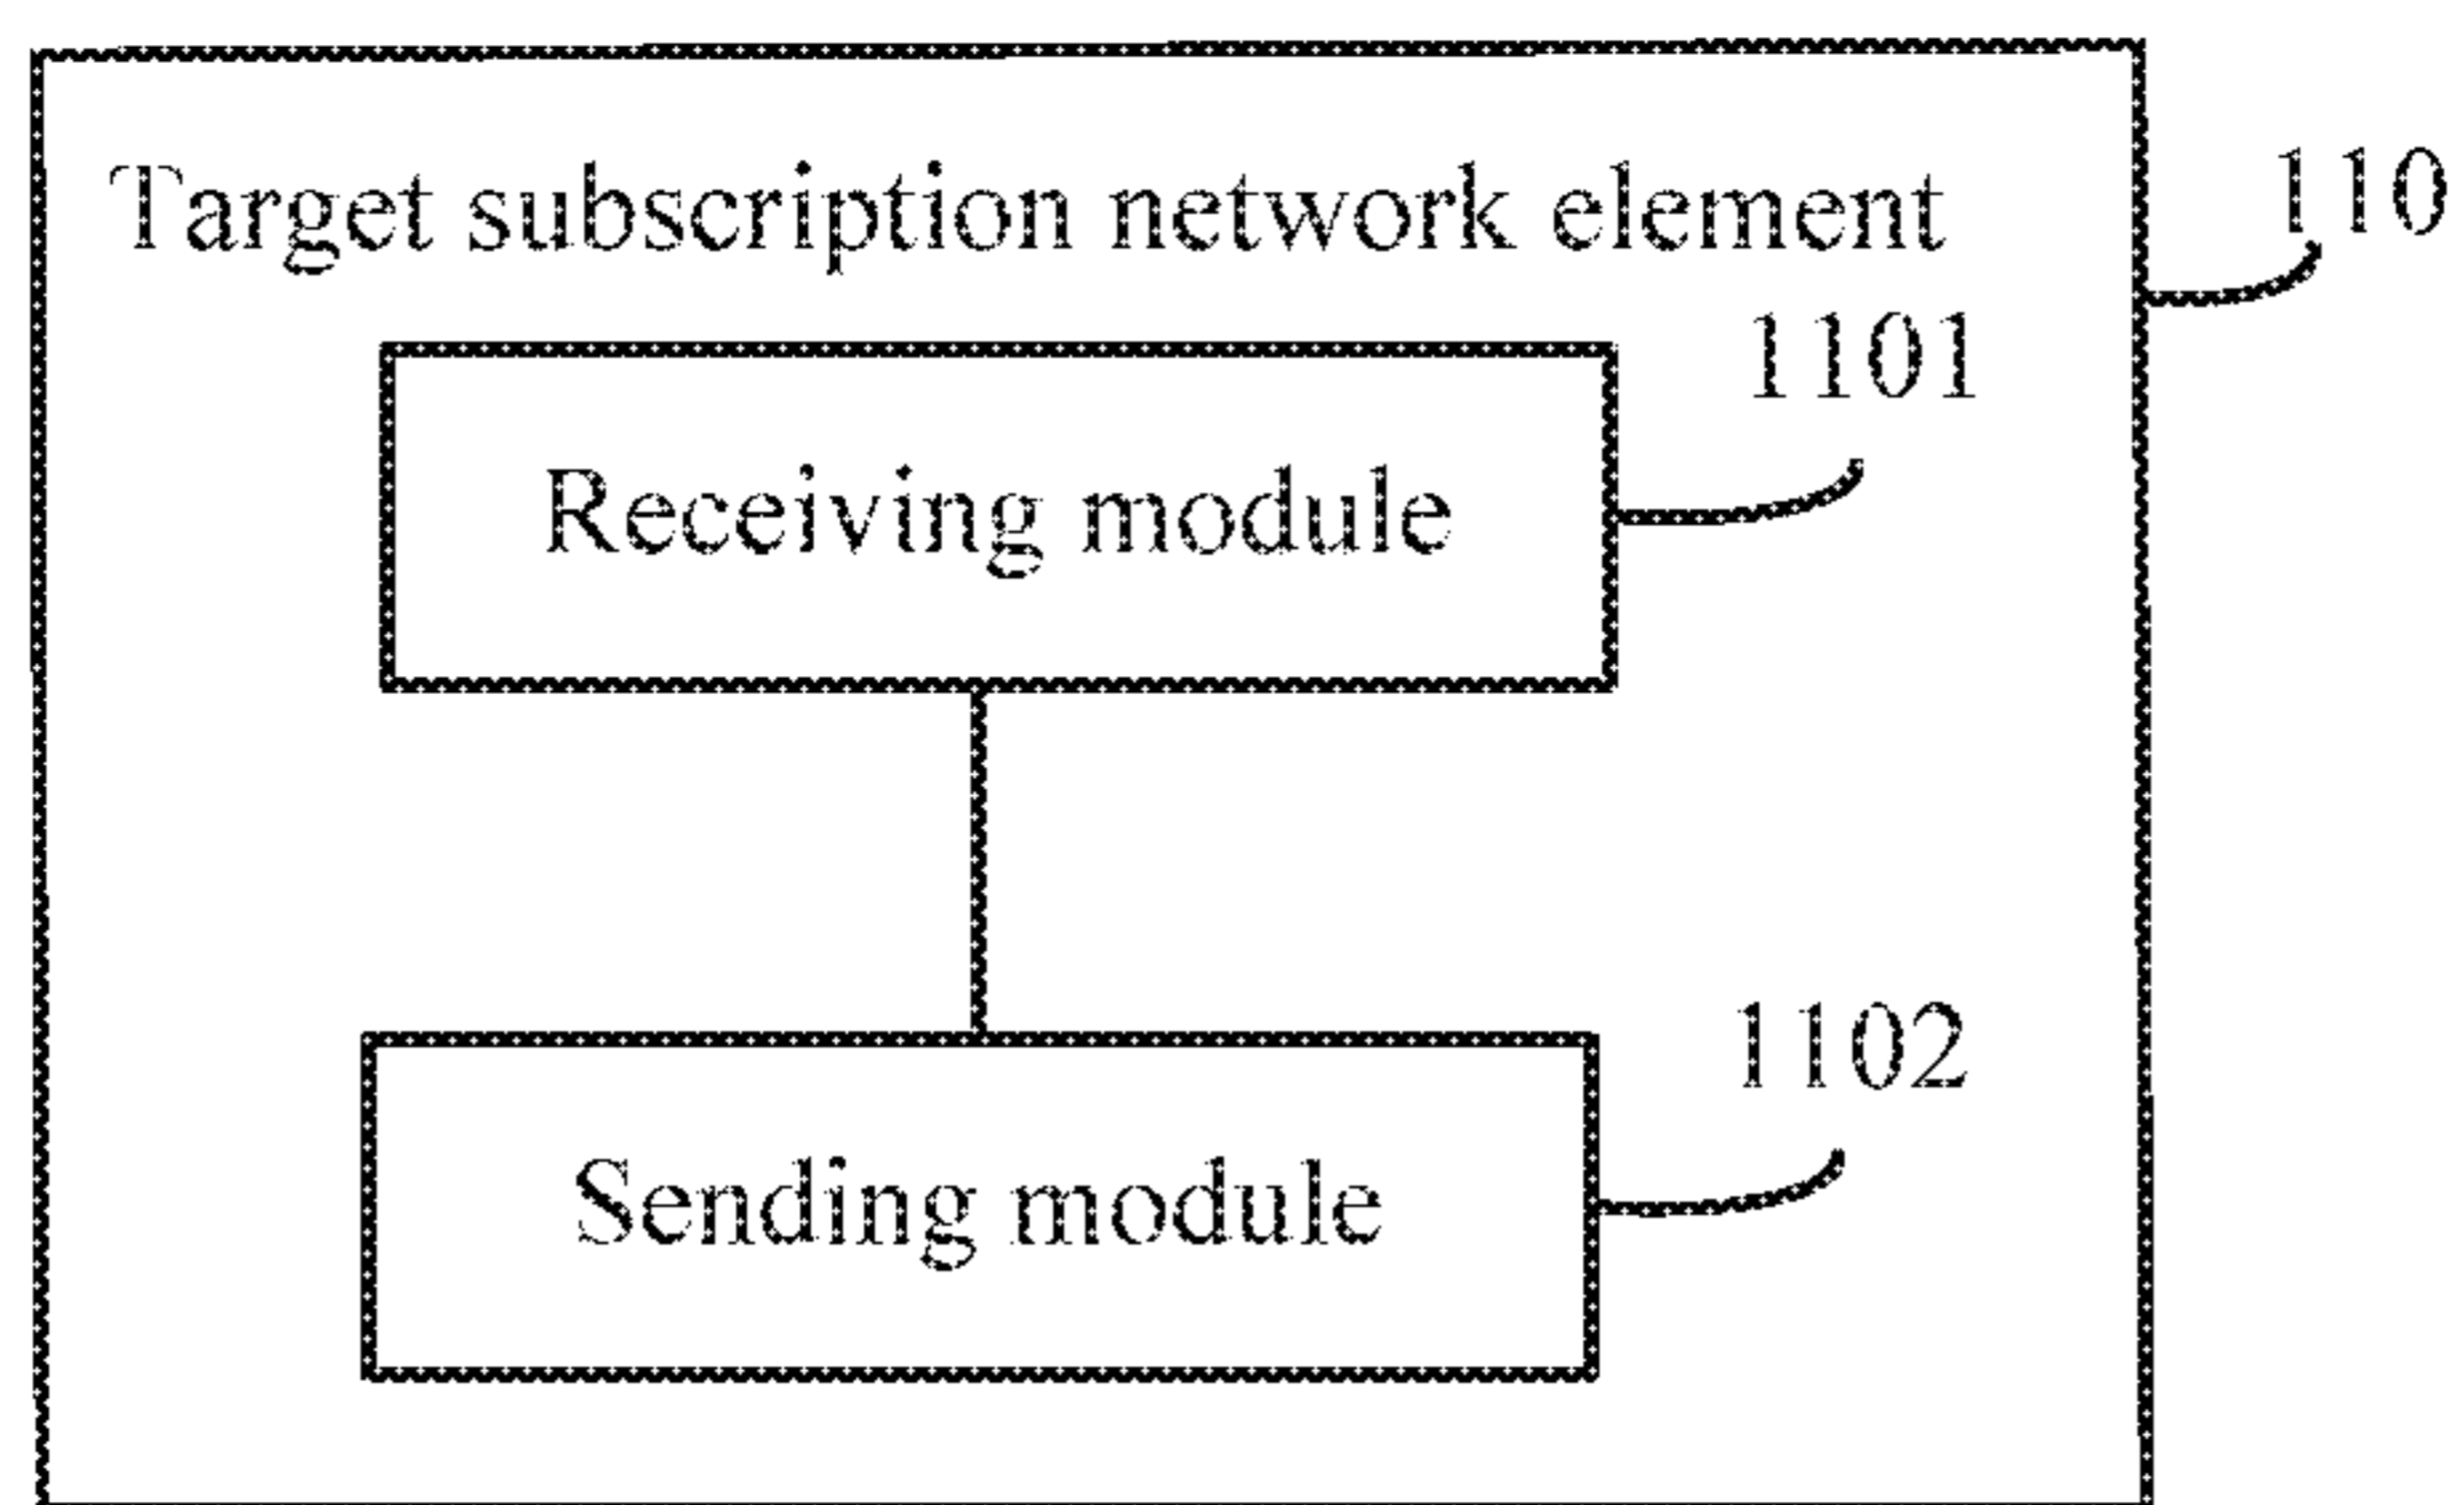 Target subscription network element
110
1101
Receiving module
1102
Sending module